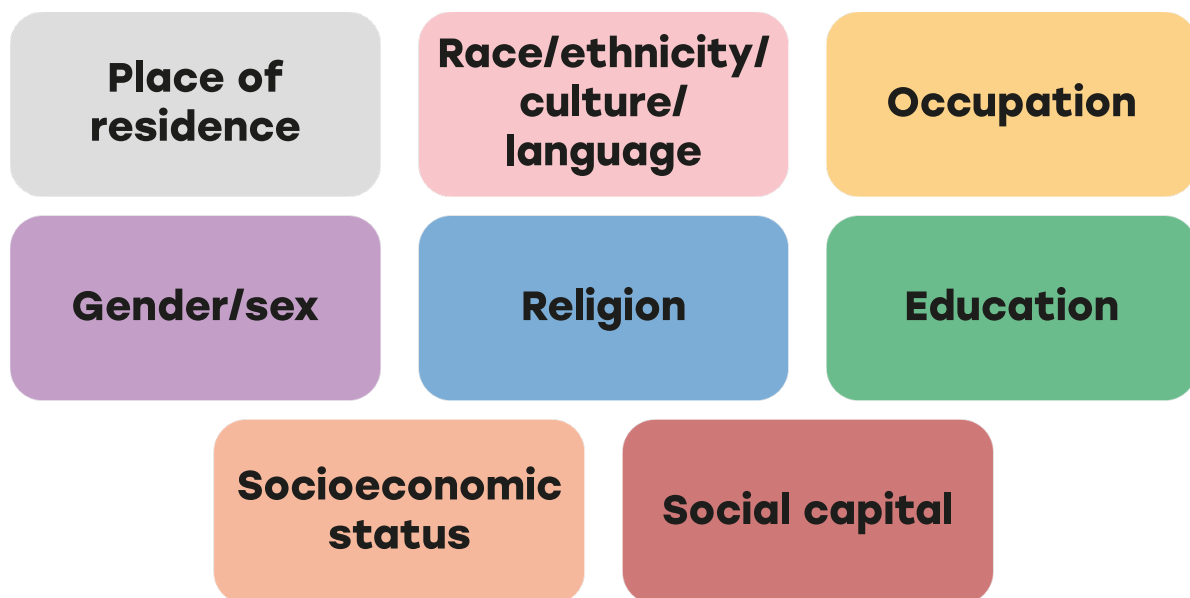 Place of
residence
Race/ethnicity/
culture/
language
Occupation
Gender/sex
Religion
Education
Socioeconomic
status
Social capital